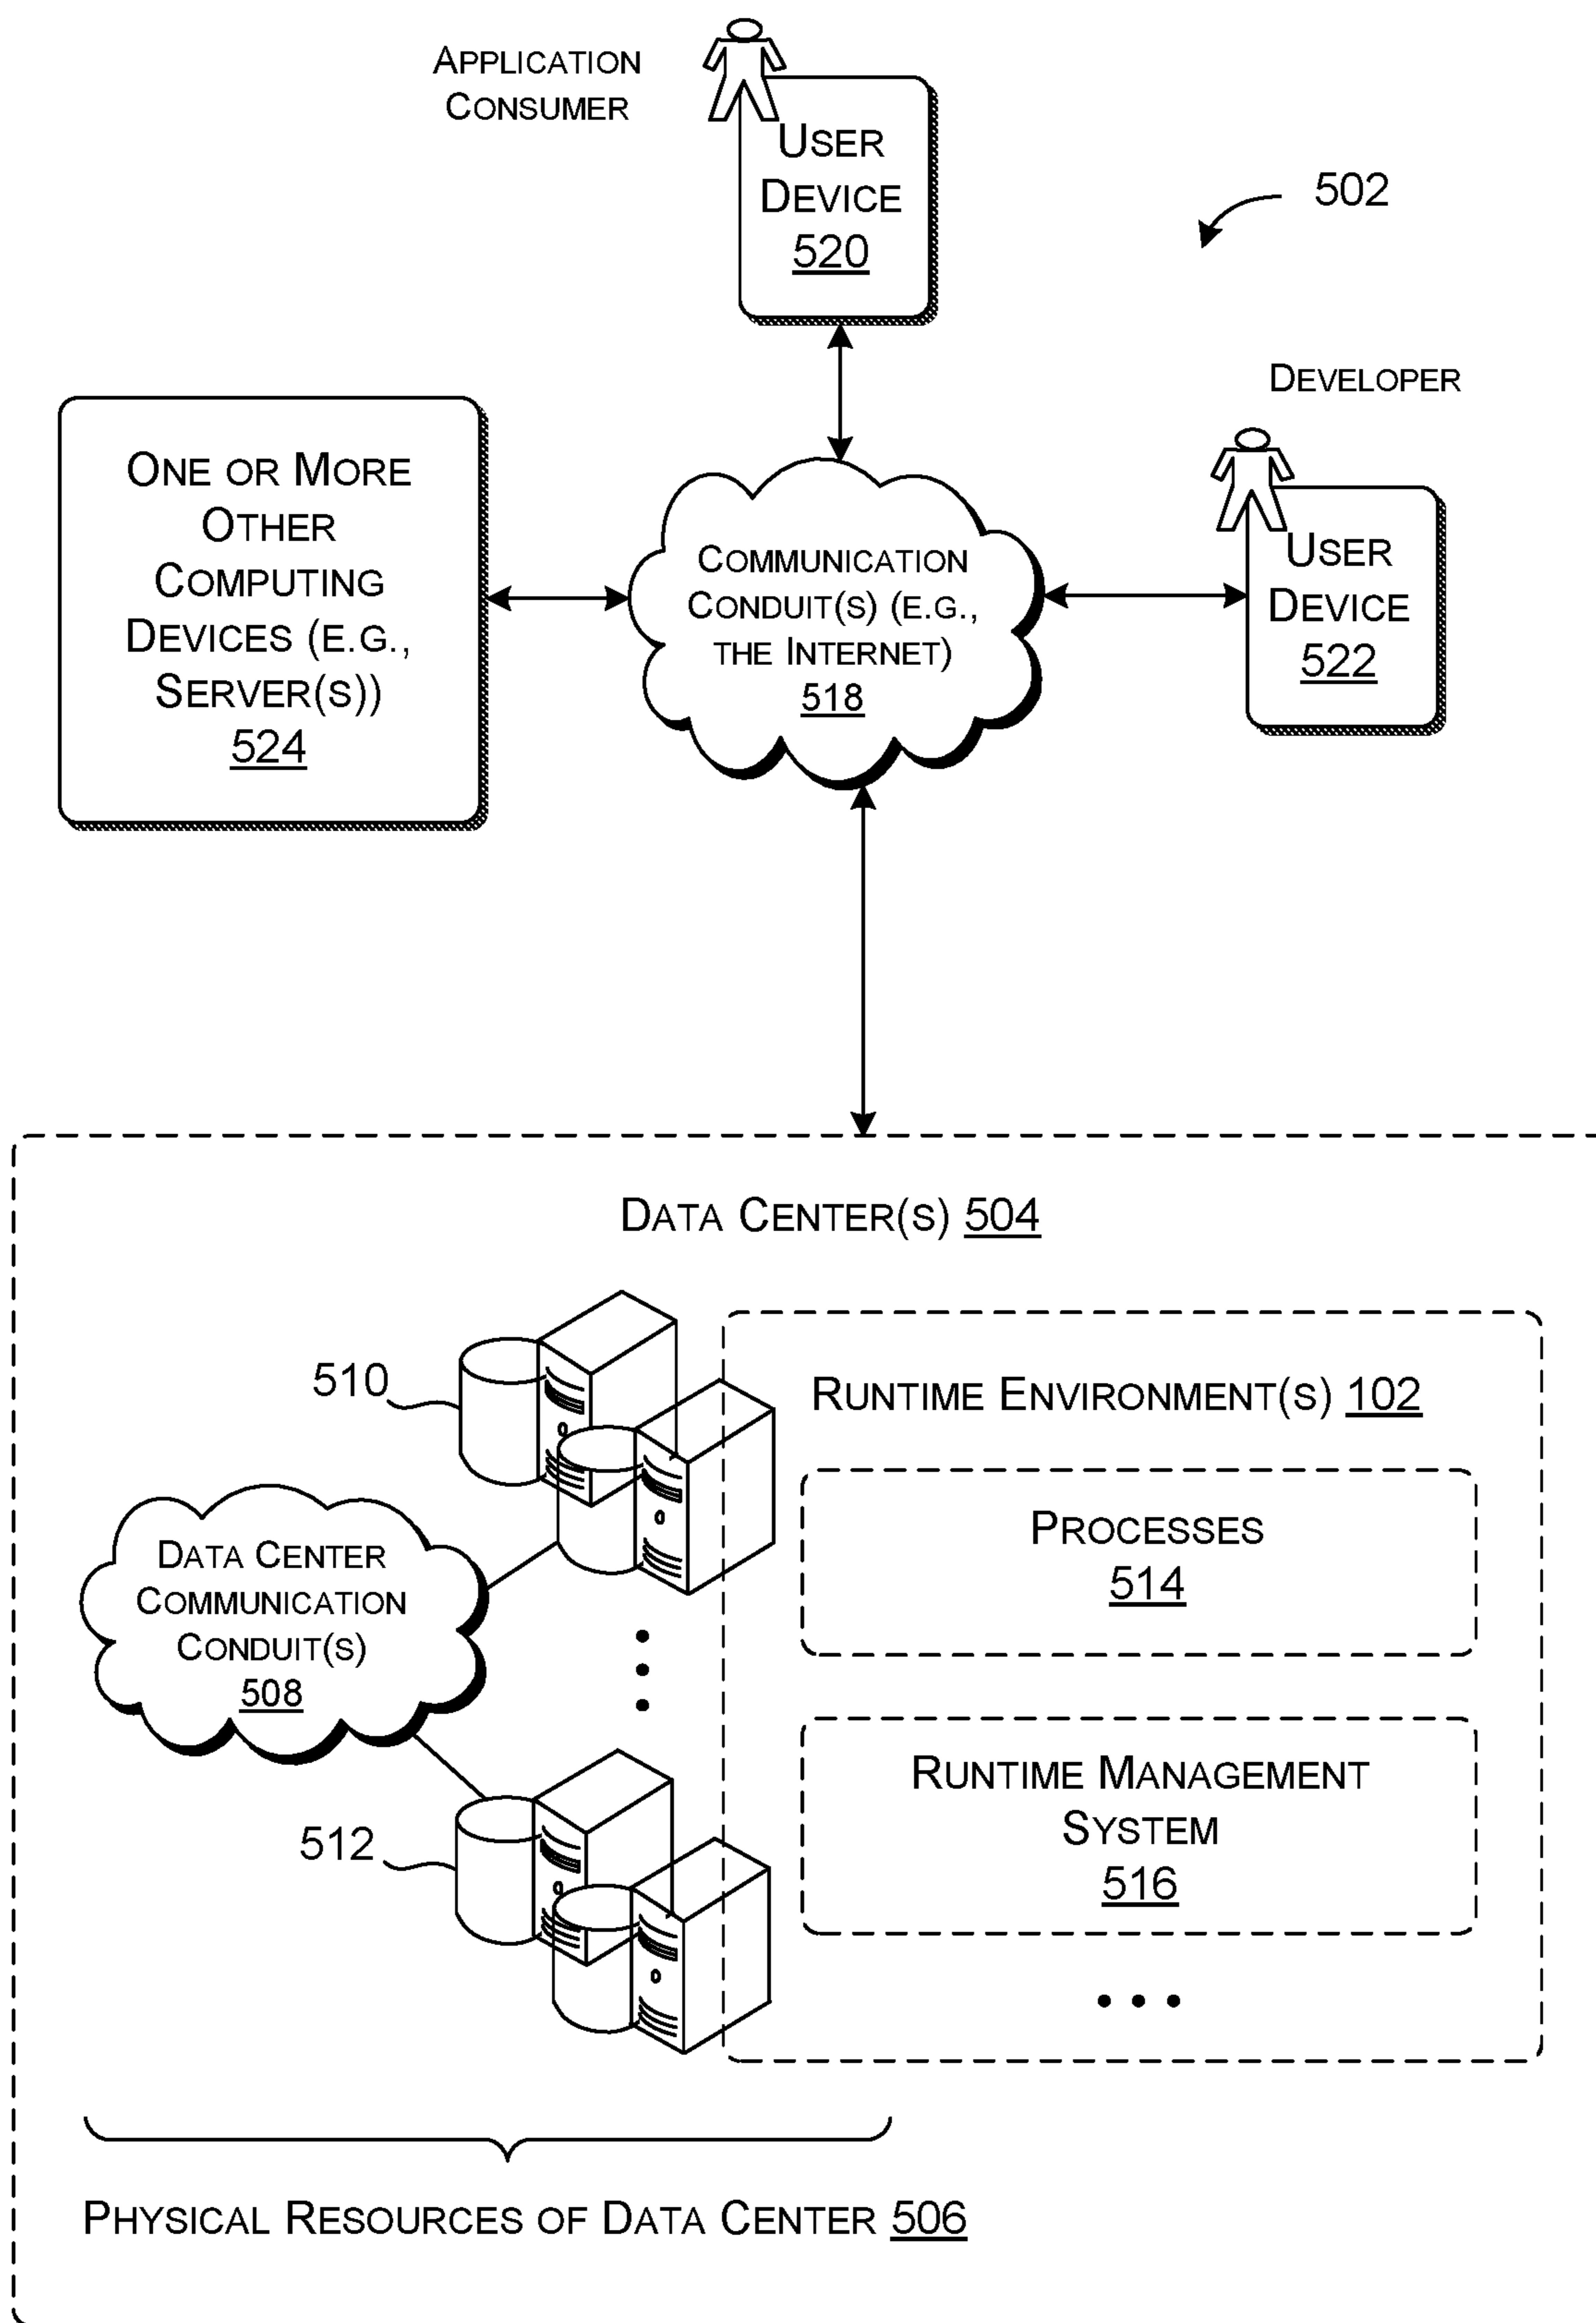 APPLICATION
CONSUMER
USER
DEVICE
520
502
DEVELOPER
ONE OR MORE
OTHER
COMPUTING
DEVICES (E.G.,
SERVER(S))
524
COMMUNICATION
CONDUIT(S) (E.G.,
THE INTERNET)
518
USER
DEVICE
522
DATA CENTER(S) 504
510
RUNTIME ENVIRONMENT(S) 102
PROCESSES
514
DATA CENTER
COMMUNICATION
CONDUIT(S)
508
RUNTIME MANAGEMENT
SYSTEM
516
512
PHYSICAL RESOURCES OF DATA CENTER 506